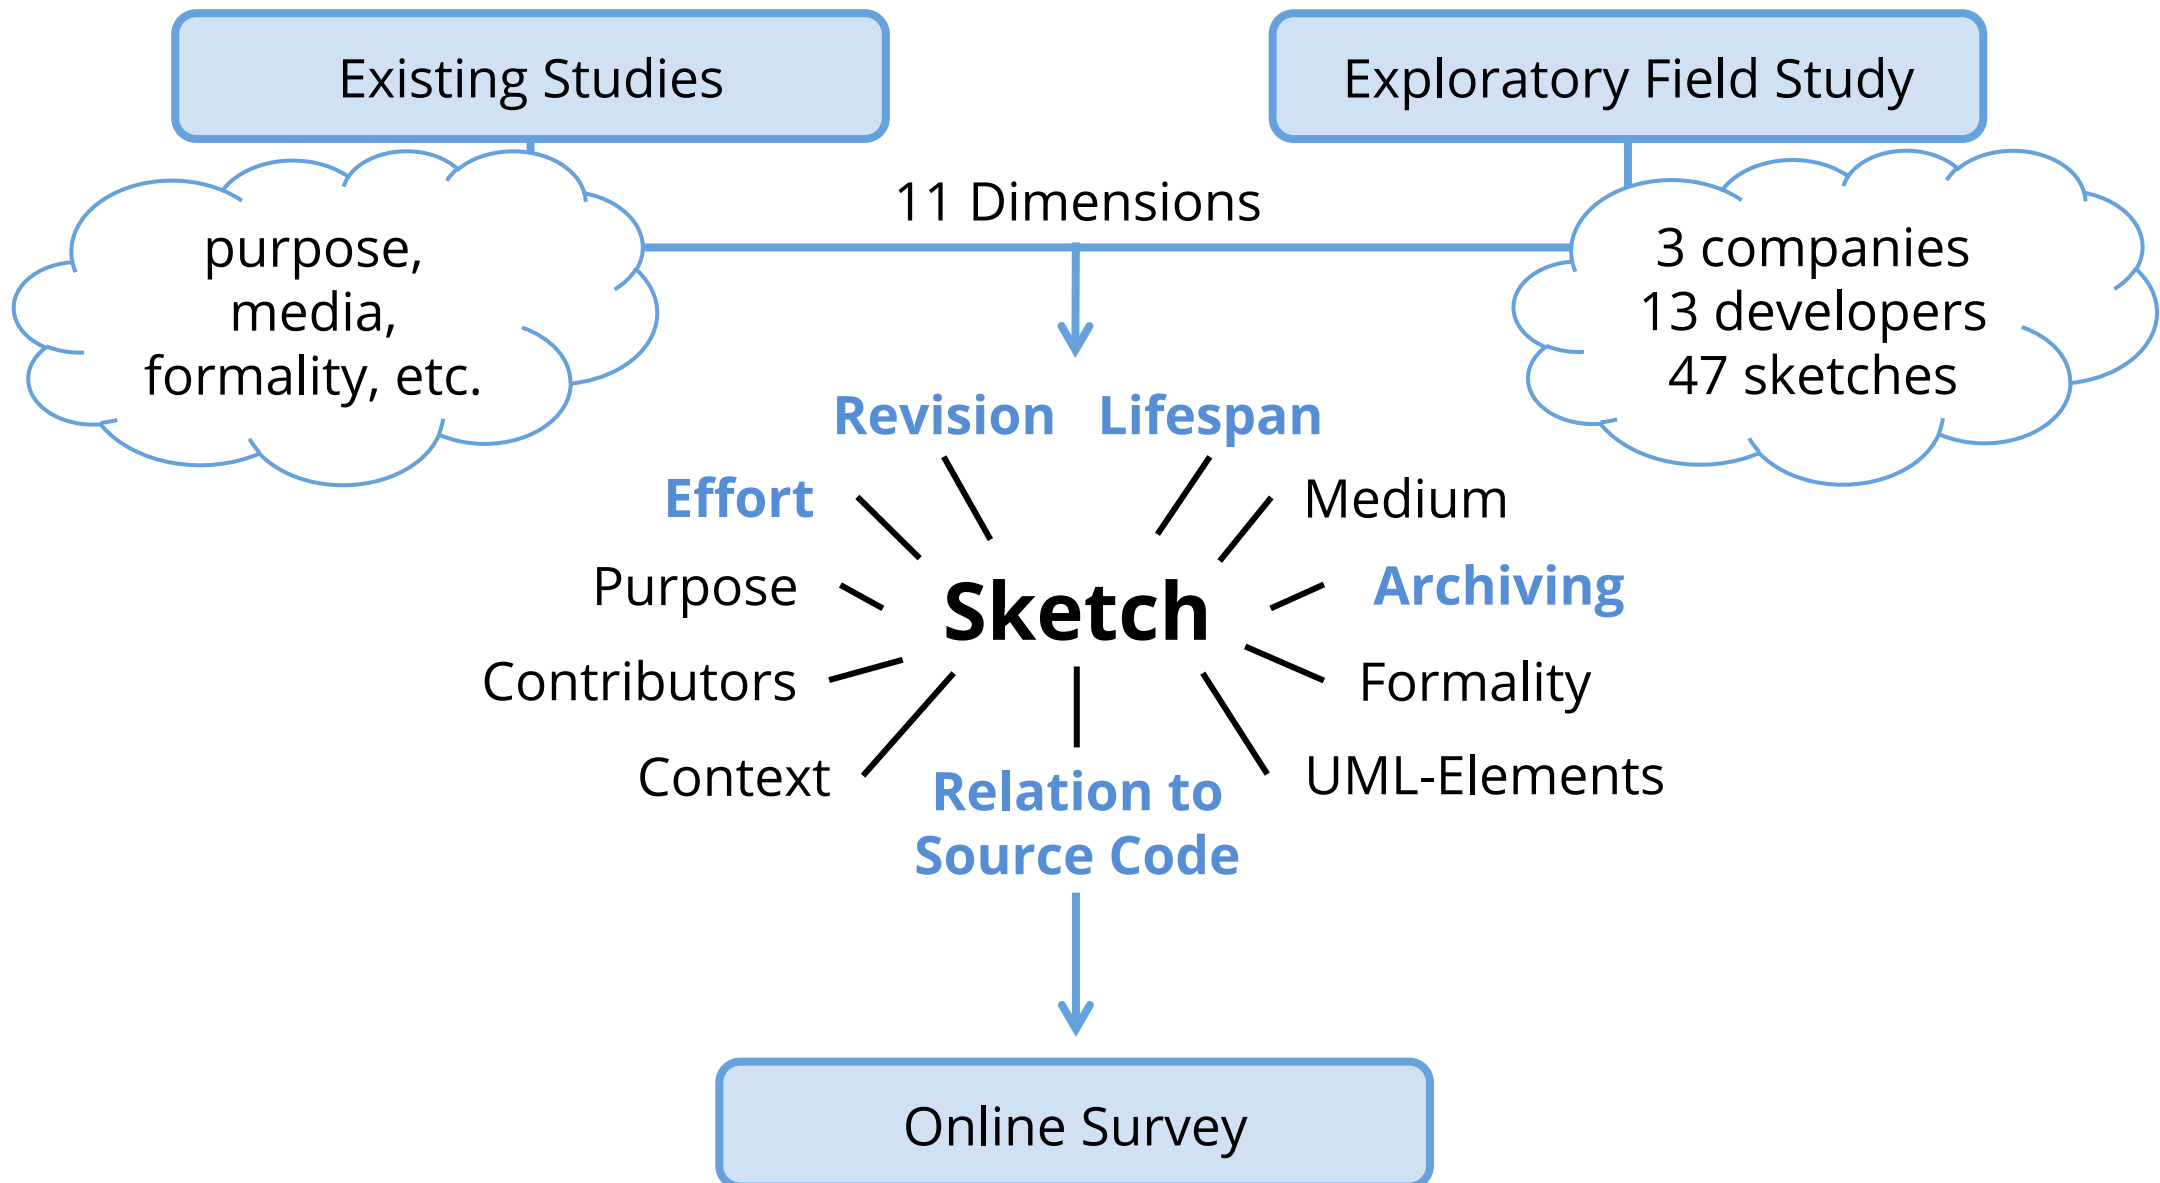 Existing Studies
Exploratory Field Study
11 Dimensions
purpose,
media,
formality, etc.
3 companies
13 developers
47 sketches
Revision
Lifespan
Effort
Medium
Purpose
Sketch
Archiving
Contributors
Formality
Context
Relation to
Source Code
UML-Elements
Online Survey